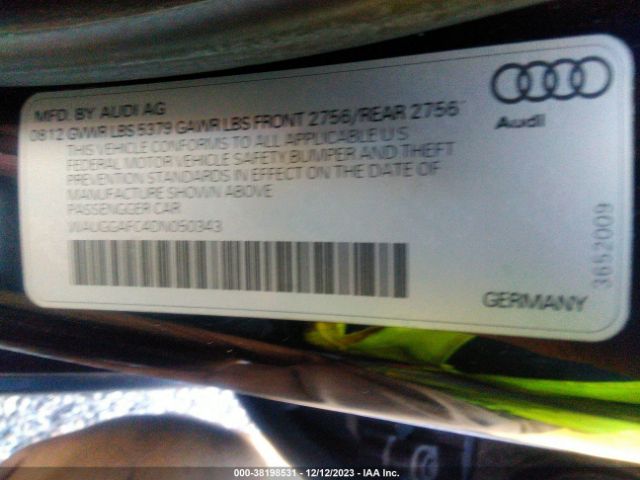 MFD. BY AUDI AG
08 12 GVWR LBS 5379 GAWR LBS FRONT 2756/REAR 2756
THIS VEHICLE CONFORMS TO ALL APPLICABLE U.S
FEDERAL MOTOR VEHICLE SAFETY,BUMPER AND THEFT
PREVENTION STANDARDS IN EFFECT ON THE DATE OF
MANUFACTURE SHOWN ABOVE
PASSENGGER CAR
WAUGGAFC4DN050343
Audi
3652009
GERMANY
000-38198531 - 12/12/2023 - IAA Inc.